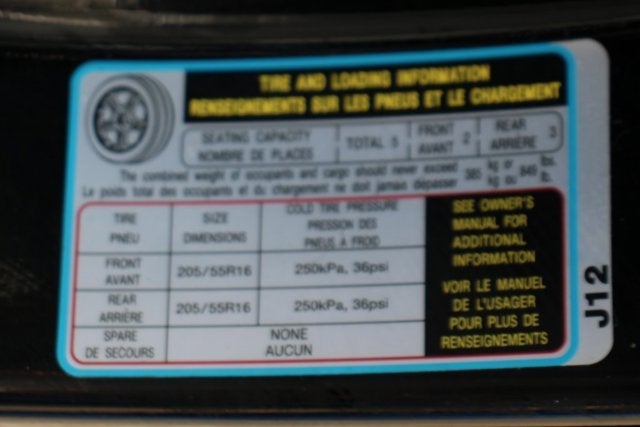 TIRE AND LOADING INFORMATION
RENSEIGNEMENTS SUR LES PNEUS ET LE CHARGEMENT
SEATING CAPACITY TOTAL 5 FRONT 2 REAR 3
NOMBRE DE PLACES AVANT ARRIÈRE
The combined weight of occupants and cargo should never exceed 385 kg or 849 lbs.
Le poids total des occupants et du chargement ne doit jamais dépasser kg ou lb.
TIRE SIZE COLD TIRE PRESSURE
PNEU DIMENSIONS PRESSION DES
PNEUS A FROID
FRONT
AVANT 205/55R16 250kPa, 36psi
REAR
ARRIÈRE 205/55R16 250kPa, 36psi
SPARE NONE
DE SECOURS AUCUN
SEE OWNER'S
MANUAL FOR
ADDITIONAL
INFORMATION
VOIR LE MANUEL
DE L'USAGER
POUR PLUS DE
RENSEIGNEMENTS
J12